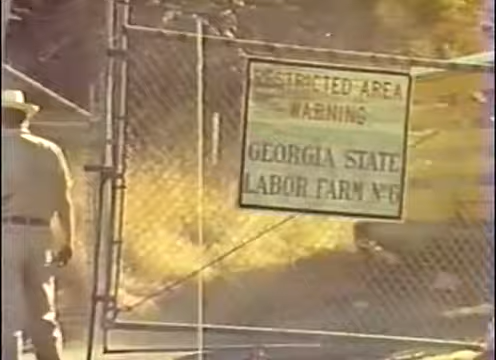 RESTRICTED AREA
WARNING
GEORGIA STATE
LABOR FARM Nº 6